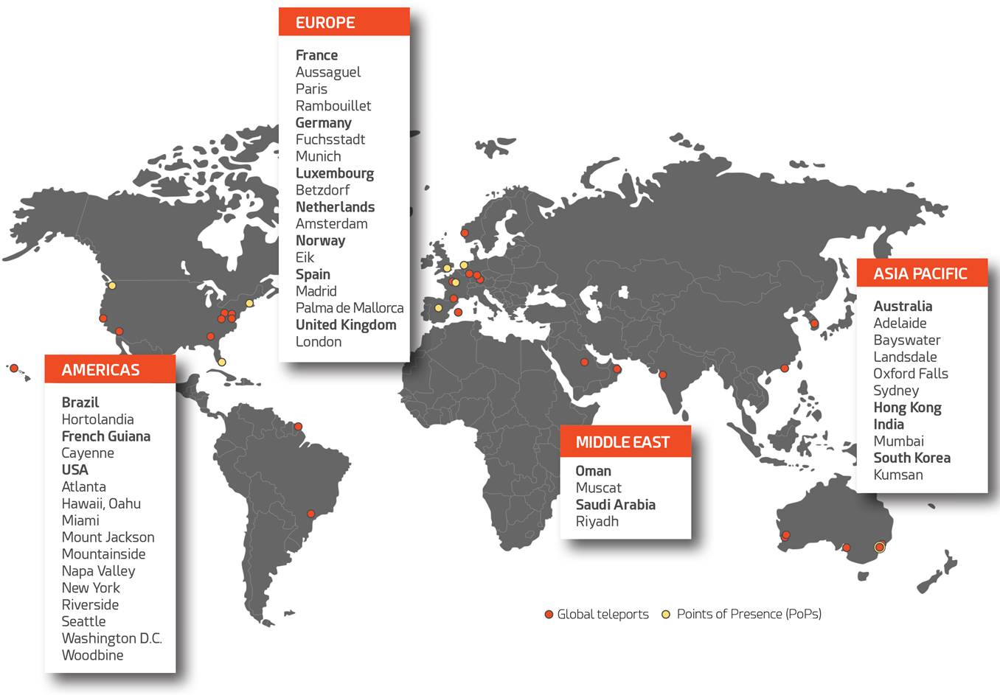 EUROPE
France
Aussaguel
Paris
Rambouillet
Germany
Fuchsstadt
Munich
Luxembourg
Betzdorf
Netherlands
Amsterdam
Norway
Eik
Spain
Madrid
Palma de Mallorca
United Kingdom
London
AMERICAS
Brazil
Hortolandia
French Guiana
Cayenne
USA
Atlanta
Hawaii, Oahu
Miami
Mount Jackson
Mountainside
Napa Valley
New York
Riverside
Seattle
Washington D.C.
Woodbine
MIDDLE EAST
Oman
Muscat
Saudi Arabia
Riyadh
ASIA PACIFIC
Australia
Adelaide
Bayswater
Landsdale
Oxford Falls
Sydney
Hong Kong
India
Mumbai
South Korea
Kumsan
Global teleports
Points of Presence (PoPs)